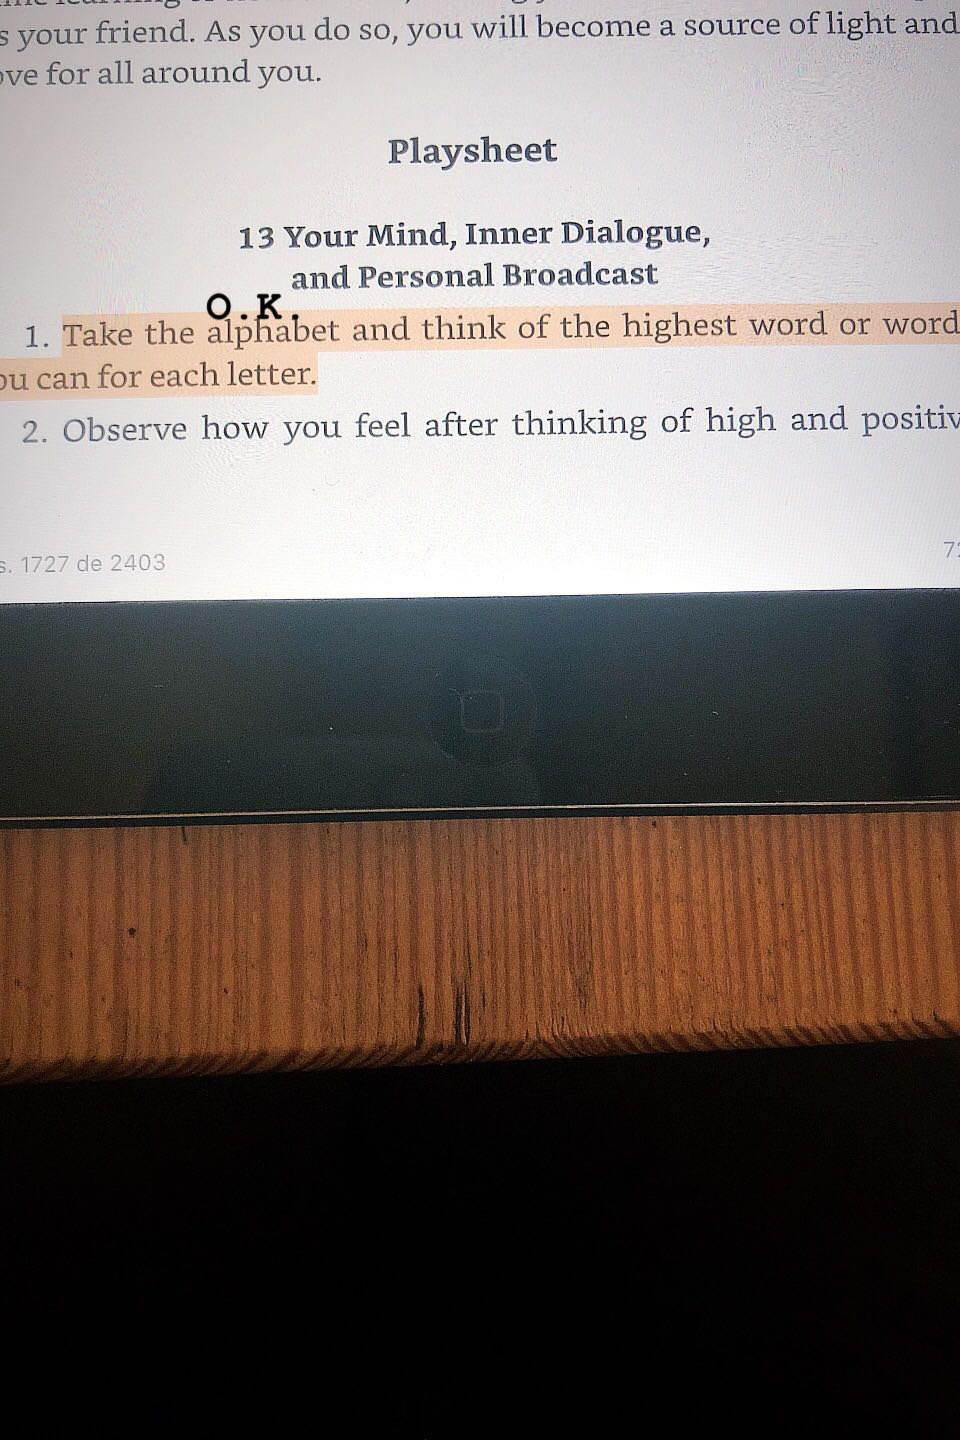 your friend. As you do so, you will become a source of light and
for all around you.
Playsheet
13 Your Mind, Inner Dialogue,
and Personal Broadcast
O.K.
1. Take the alphabet and think of the highest word or word
ou can for each letter.
2. Observe how you feel after thinking of high and positiv
s. 1727 de 2403